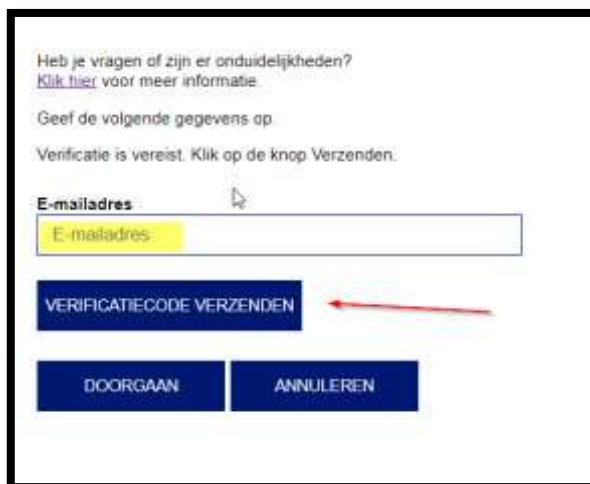 Heb je vragen of zijn er onduidelijkheden?
Klik hier voor meer informatie.
Geef de volgende gegevens op.
Verificatie is vereist. Klik op de knop Verzenden.
E-mailadres
E-mailadres
VERIFICATIECODE VERZENDEN
DOORGAAN ANNULEREN